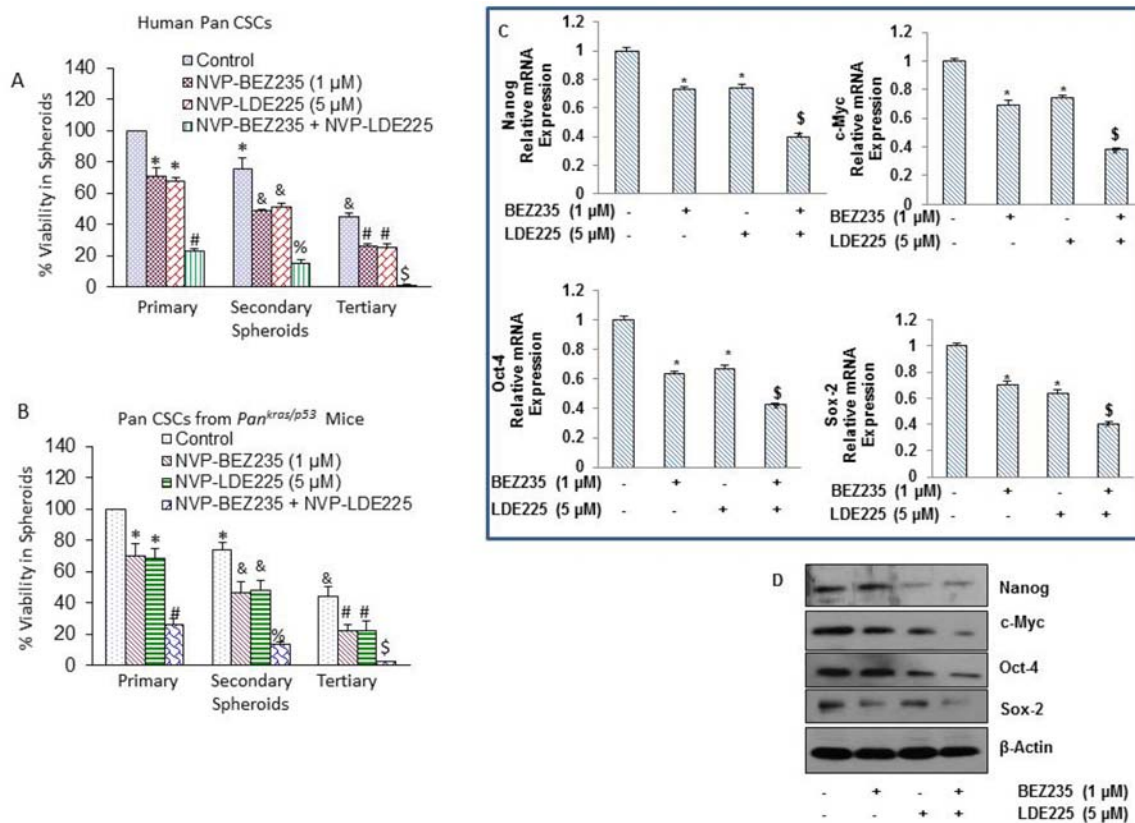 Human Pan CSCs
A
Control
NVP-BEZ235 (1 µM)
NVP-LDE225 (5 µM)
NVP-BEZ235 + NVP-LDE225
% Viability in Spheroids
140
120
100
80
60
40
20
0
* * #
* & & %
& # # $
Primary Secondary Tertiary
Spheroids
B
Pan CSCs from Pan^kras/p53 Mice
Control
NVP-BEZ235 (1 µM)
NVP-LDE225 (5 µM)
NVP-BEZ235 + NVP-LDE225
% Viability in Spheroids
140
120
100
80
60
40
20
0
* * #
* & & %
& # # $
Primary Secondary Tertiary
Spheroids
C
Nanog
Relative mRNA
Expression
1.2
1
0.8
0.6
0.4
0.2
0
* * $
BEZ235 (1 µM) - + - +
LDE225 (5 µM) - - + +
c-Myc
Relative mRNA
Expression
1.2
1
0.8
0.6
0.4
0.2
0
* * $
BEZ235 (1 µM) - + - +
LDE225 (5 µM) - - + +
Oct-4
Relative mRNA
Expression
1.2
1
0.8
0.6
0.4
0.2
0
* * $
BEZ235 (1 µM) - + - +
LDE225 (5 µM) - - + +
Sox-2
Relative mRNA
Expression
1.2
1
0.8
0.6
0.4
0.2
0
* * $
BEZ235 (1 µM) - + - +
LDE225 (5 µM) - - + +
D
Nanog
c-Myc
Oct-4
Sox-2
β-Actin
- + - + BEZ235 (1 µM)
- - + + LDE225 (5 µM)